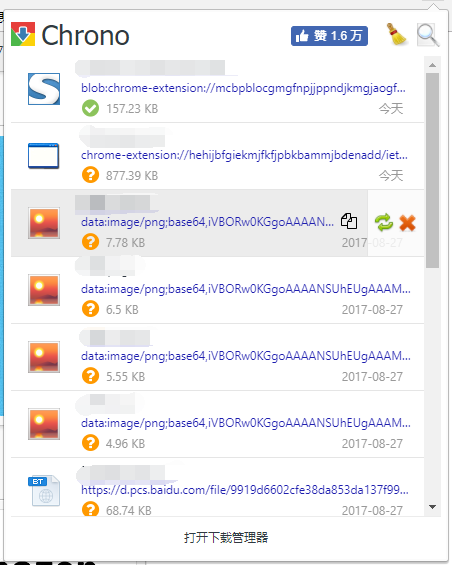 Chrono
赞 1.6 万
blob:chrome-extension://mcbpblocgmgfnpjjppndjkmgjaogf...
157.23 KB
今天
chrome-extension://hehijbfgiekmjfkfjpbkbammjbdenadd/iet...
877.39 KB
今天
data:image/png;base64,iVBORw0KGgoAAAAN...
7.78 KB
2017-08-27
data:image/png;base64,iVBORw0KGgoAAAANSUhEUgAAAM...
6.5 KB
2017-08-27
data:image/png;base64,iVBORw0KGgoAAAANSUhEUgAAAM...
5.55 KB
2017-08-27
data:image/png;base64,iVBORw0KGgoAAAANSUhEUgAAAM...
4.96 KB
2017-08-27
BT
https://d.pcs.baidu.com/file/9919d6602cfe38da853da137f99...
68.74 KB
2017-08-27
打开下载管理器